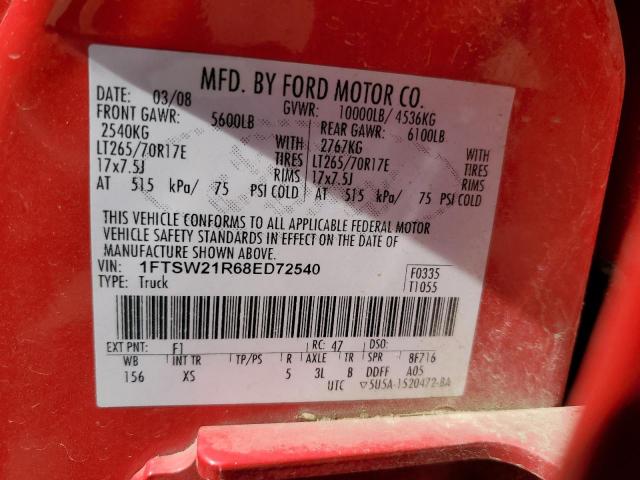 MFD. BY FORD MOTOR CO.
DATE: 03/08 GVWR: 10000LB/ 4536KG
FRONT GAWR: 5600LB REAR GAWR: 6100LB
2540KG WITH 2767KG WITH
LT265/70R17E TIRES LT265/70R17E TIRES
17x7.5J RIMS 17x7.5J RIMS
AT 515 kPa/ 75 PSI COLD AT 515 kPa/ 75 PSI COLD
THIS VEHICLE CONFORMS TO ALL APPLICABLE FEDERAL MOTOR
VEHICLE SAFETY STANDARDS IN EFFECT ON THE DATE OF
MANUFACTURE SHOWN ABOVE.
VIN: 1FTSW21R68ED72540 F0335
TYPE: Truck T1055
EXT PNT: F1 RC: 47 DSO:
WB INT TR TP/PS R AXLE TR SPR 8F716
156 XS 5 3L B DDFF A05
UTC ▽5U5A-1520472-BA